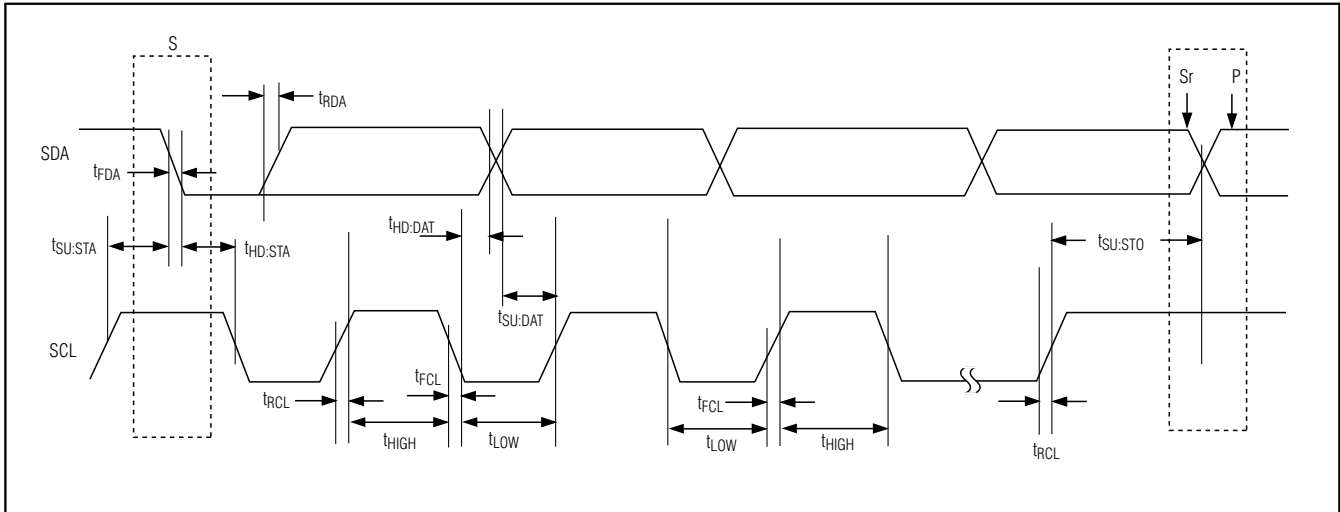 S
Sr P
tRDA
SDA
tFDA
tHD:DAT
tSU:STA
tHD:STA
tSU:STO
tSU:DAT
SCL
tFCL
tRCL
tFCL
tHIGH
tLOW
tLOW
tHIGH
tRCL